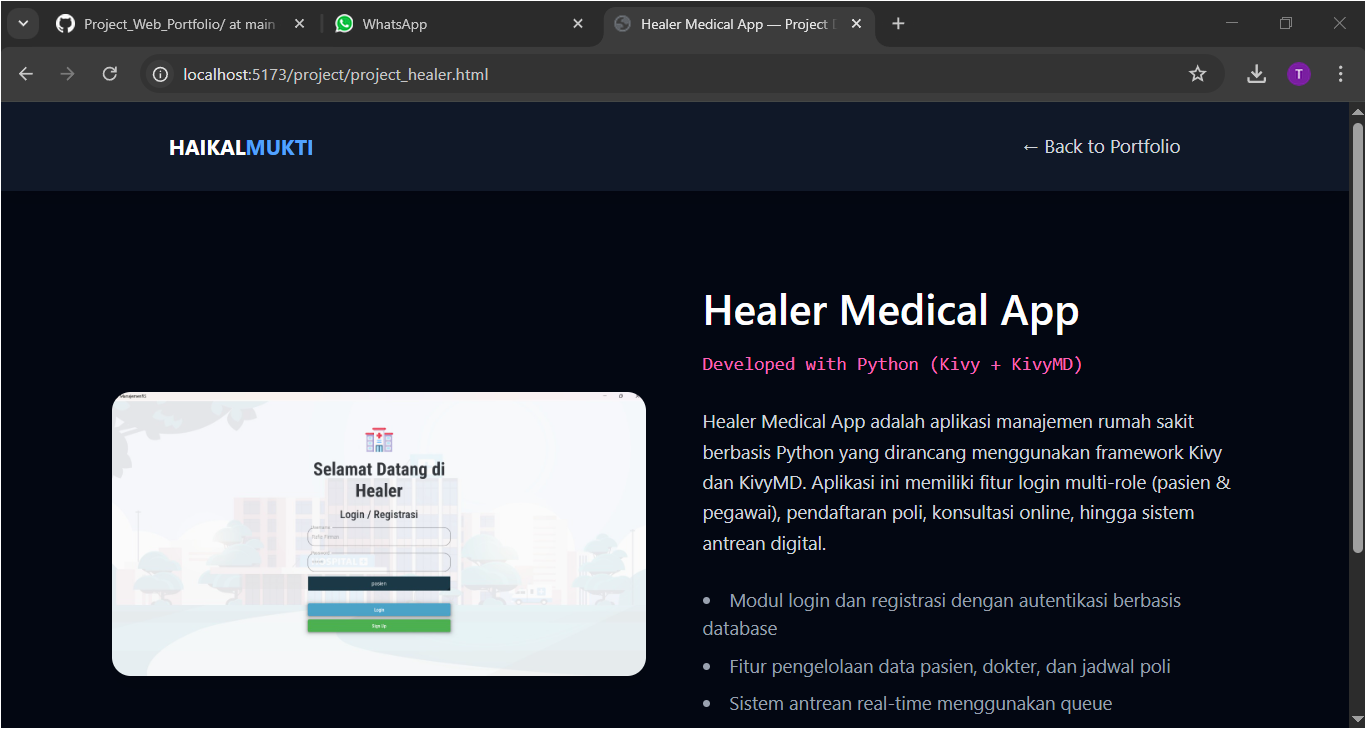 Project_Web_Portfolio/ at main
WhatsApp
Healer Medical App — Project D
localhost:5173/project/project_healer.html
T
HAIKALMUKTI
← Back to Portfolio
Healer Medical App
Developed with Python (Kivy + KivyMD)
Healer Medical App adalah aplikasi manajemen rumah sakit
berbasis Python yang dirancang menggunakan framework Kivy
dan KivyMD. Aplikasi ini memiliki fitur login multi-role (pasien &
pegawai), pendaftaran poli, konsultasi online, hingga sistem
antrean digital.
• Modul login dan registrasi dengan autentikasi berbasis
database
• Fitur pengelolaan data pasien, dokter, dan jadwal poli
• Sistem antrean real-time menggunakan queue
Selamat Datang di
Healer
Login / Registrasi
pasien
Login
Sign Up